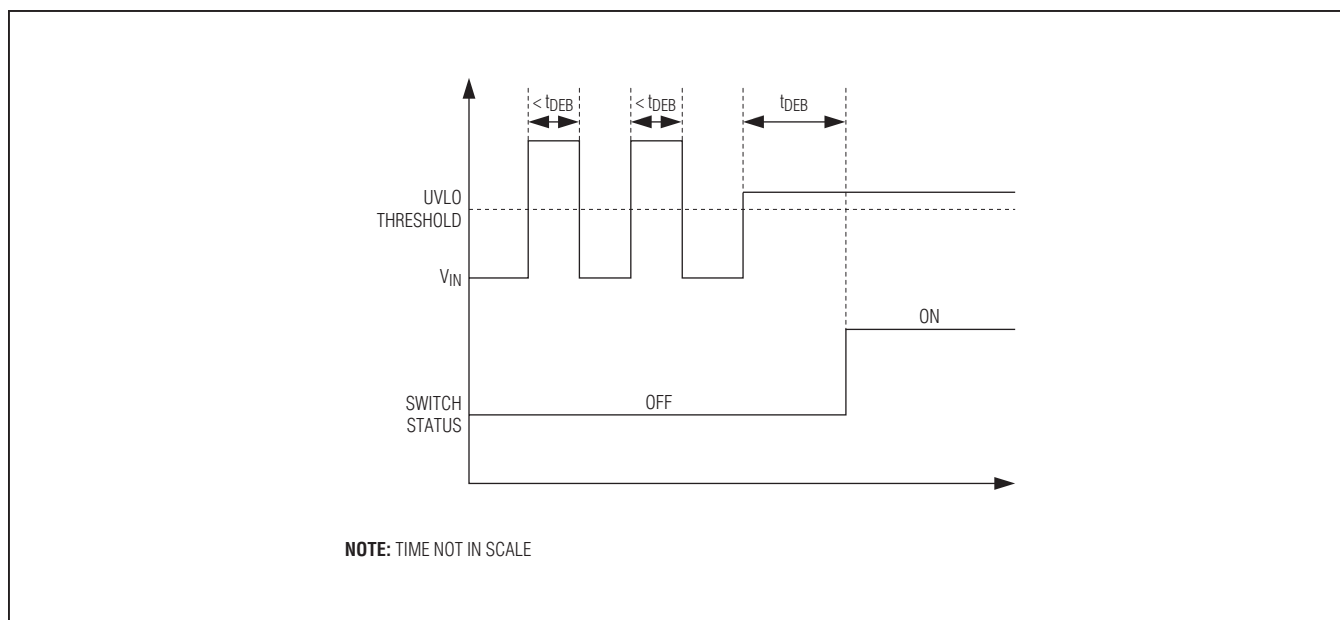 < tDEB
< tDEB
tDEB
UVLO
THRESHOLD
VIN
ON
SWITCH
STATUS
OFF
NOTE: TIME NOT IN SCALE